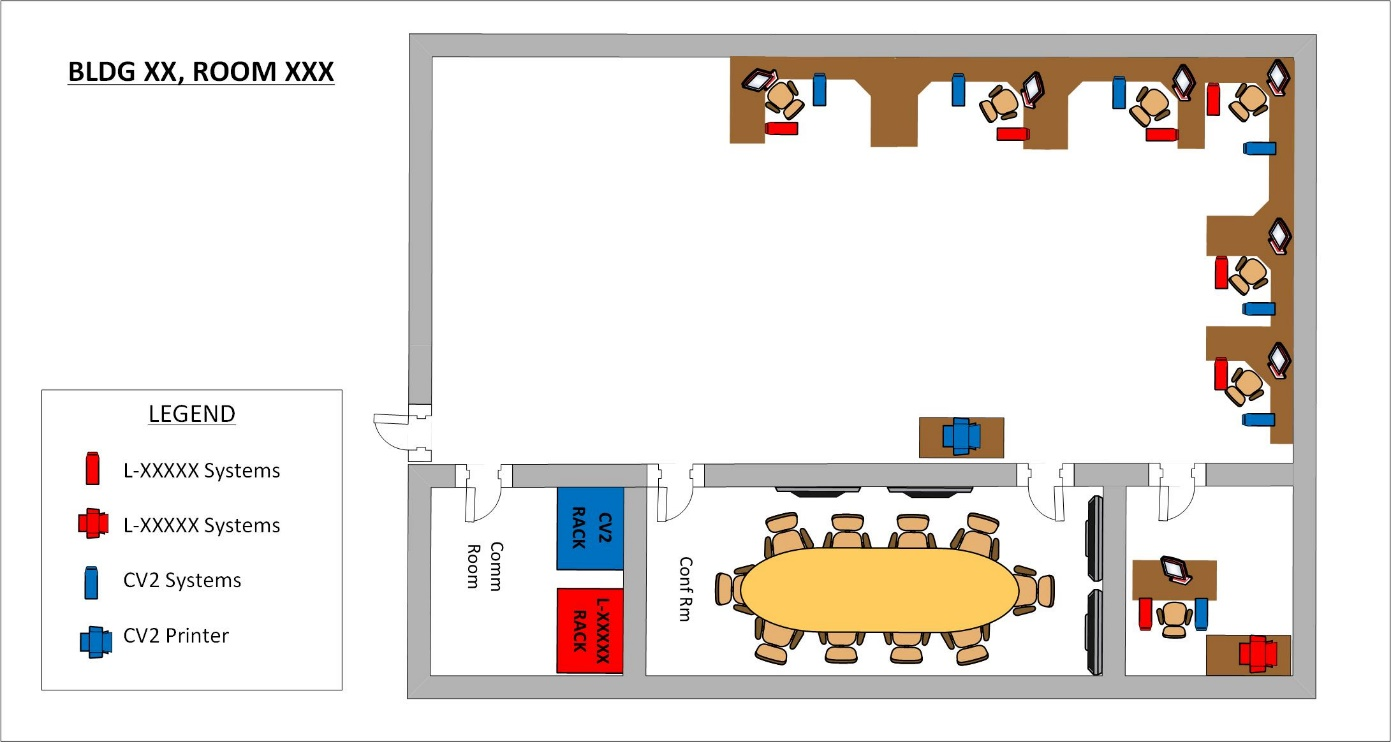 BLDG XX, ROOM XXX
LEGEND
L-XXXXX Systems
L-XXXXX Systems
CV2 Systems
CV2 Printer
Comm
Room
CV2
RACK
L-XXXXX
RACK
Conf Rm